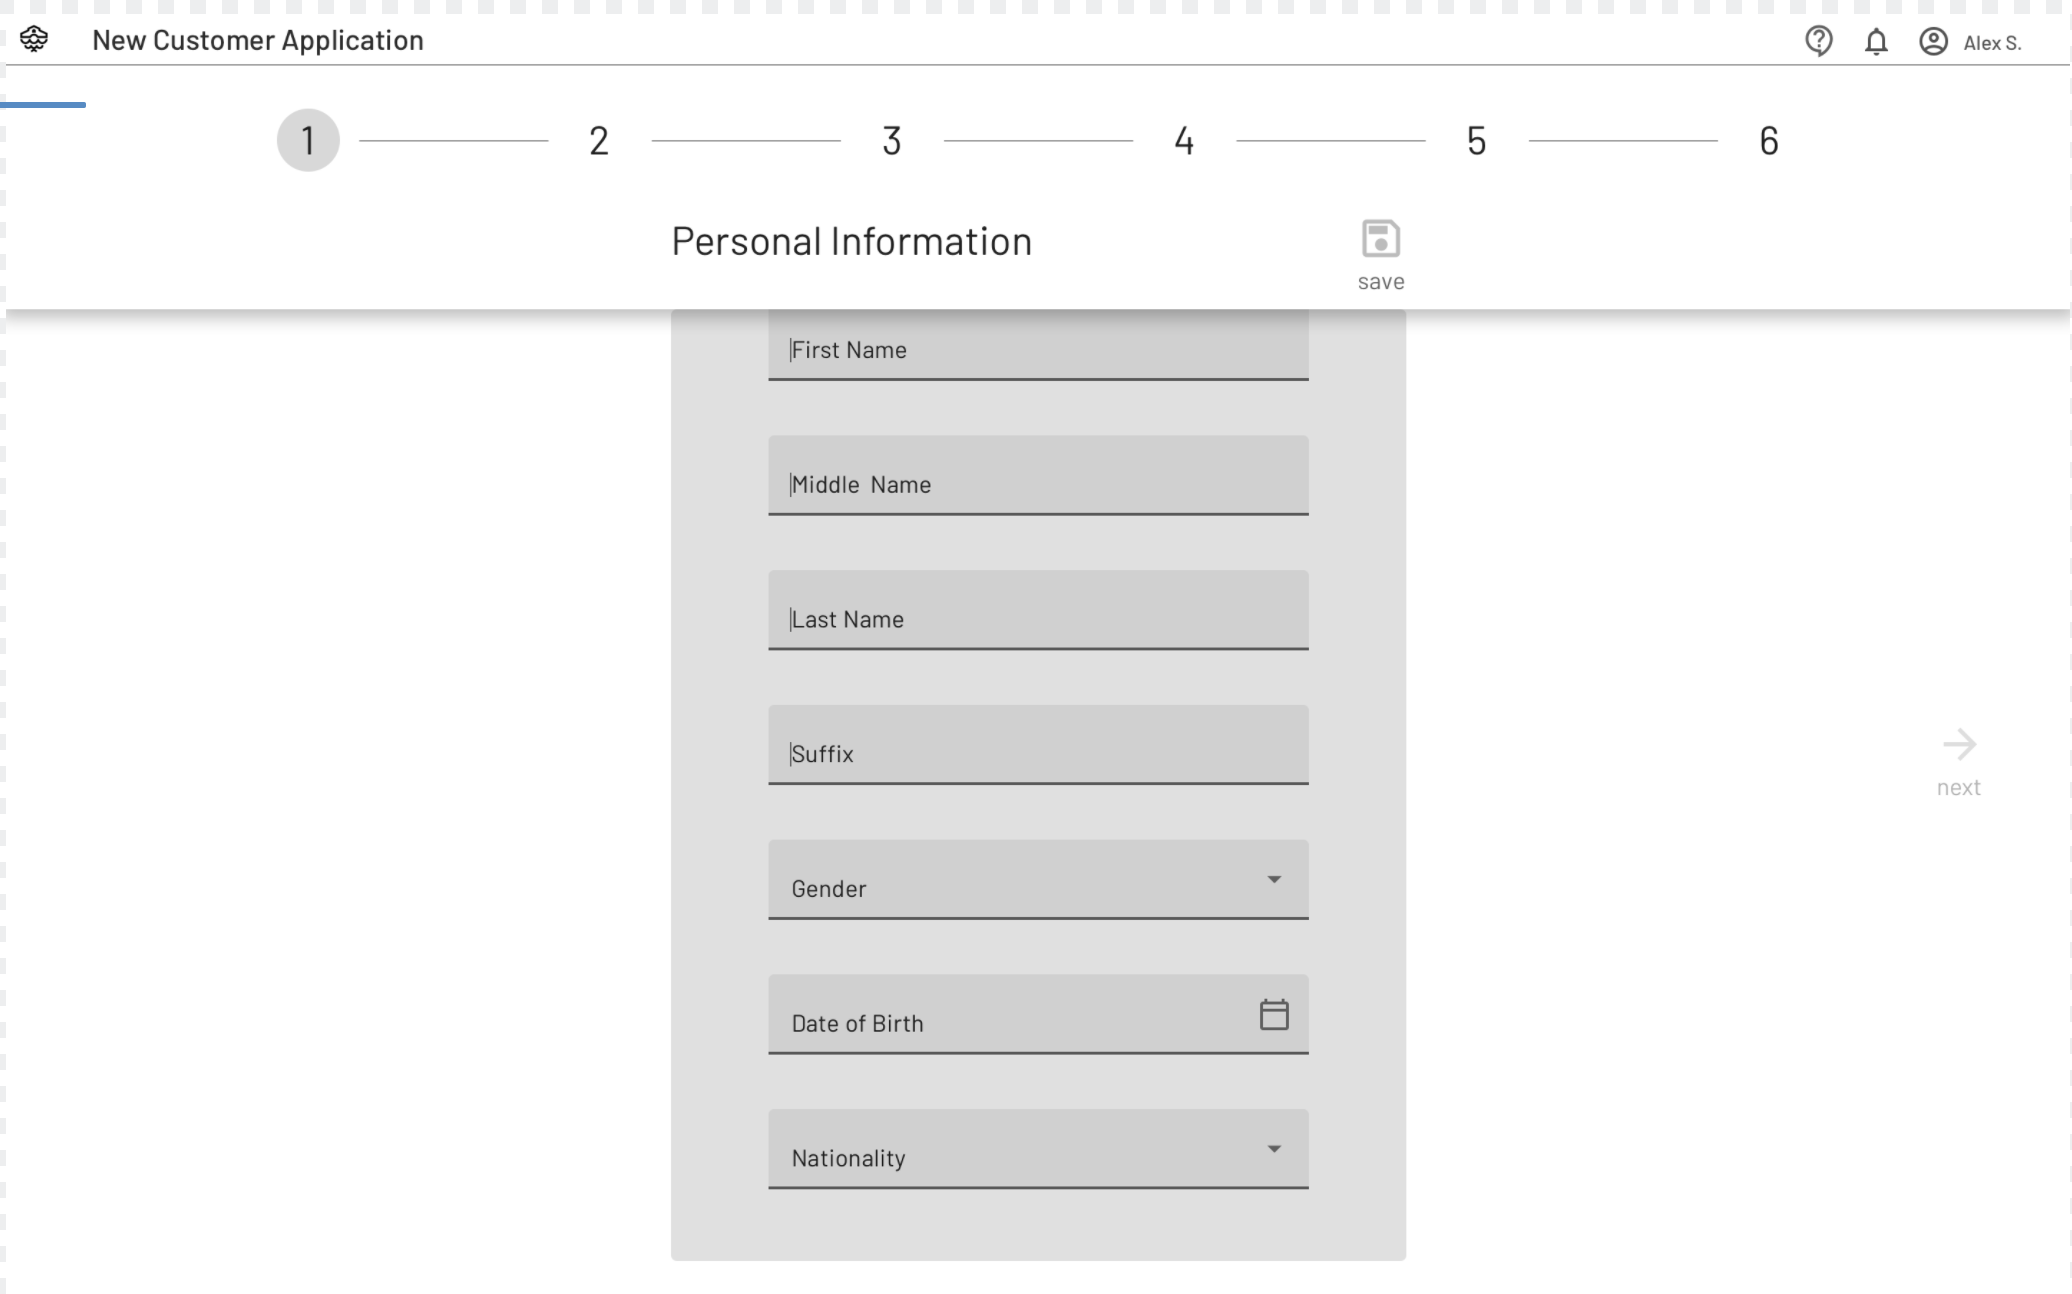 New Customer Application
Alex S.
1 2 3 4 5 6
Personal Information
save
First Name
Middle Name
Last Name
Suffix
next
Gender
Date of Birth
Nationality